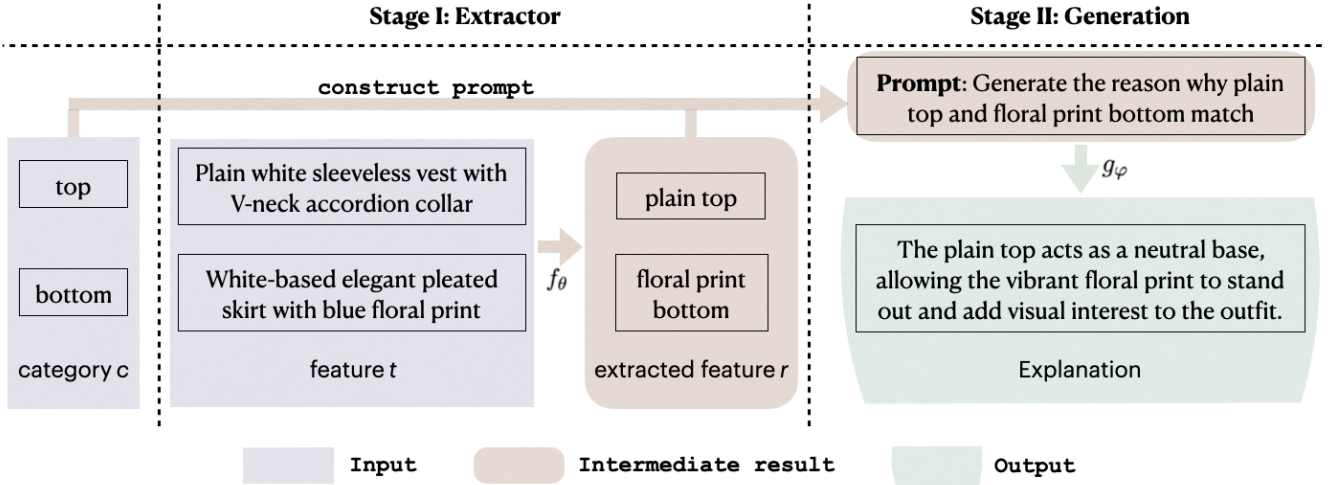 Stage I: Extractor
Stage II: Generation
construct prompt
Prompt: Generate the reason why plain
top and floral print bottom match
top
bottom
category c
Plain white sleeveless vest with
V-neck accordion collar
White-based elegant pleated
skirt with blue floral print
feature t
fθ
plain top
floral print
bottom
extracted feature r
gφ
The plain top acts as a neutral base,
allowing the vibrant floral print to stand
out and add visual interest to the outfit.
Explanation
Input
Intermediate result
Output